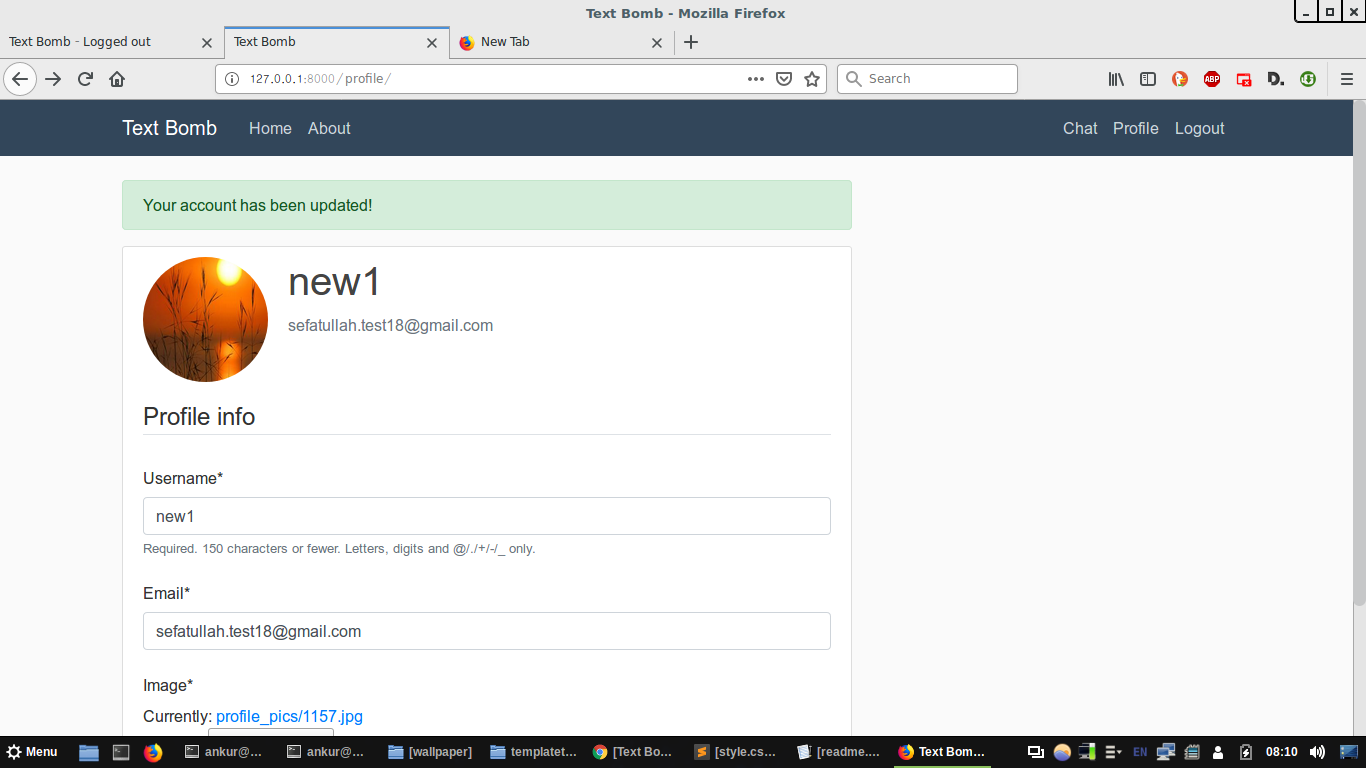 Text Bomb - Mozilla Firefox
Text Bomb - Logged out
Text Bomb
New Tab
127.0.0.1:8000/profile/
Search
ABP
D.
Text Bomb
Home
About
Chat
Profile
Logout
Your account has been updated!
new1
sefatullah.test18@gmail.com
Profile info
Username*
new1
Required. 150 characters or fewer. Letters, digits and @/./+/-/_ only.
Email*
sefatullah.test18@gmail.com
Image*
Currently: profile_pics/1157.jpg
Menu
ankur@...
ankur@...
[wallpaper]
templatet...
[Text Bo...
[style.cs...
[readme....
Text Bom...
EN
08:10